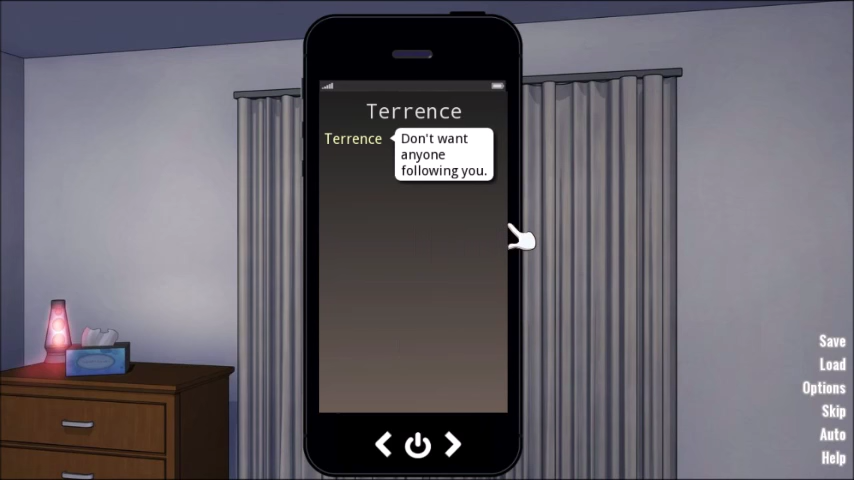 Terrence
Terrence
Don't want
anyone
following you.
Save
Load
Options
Skip
Auto
Help